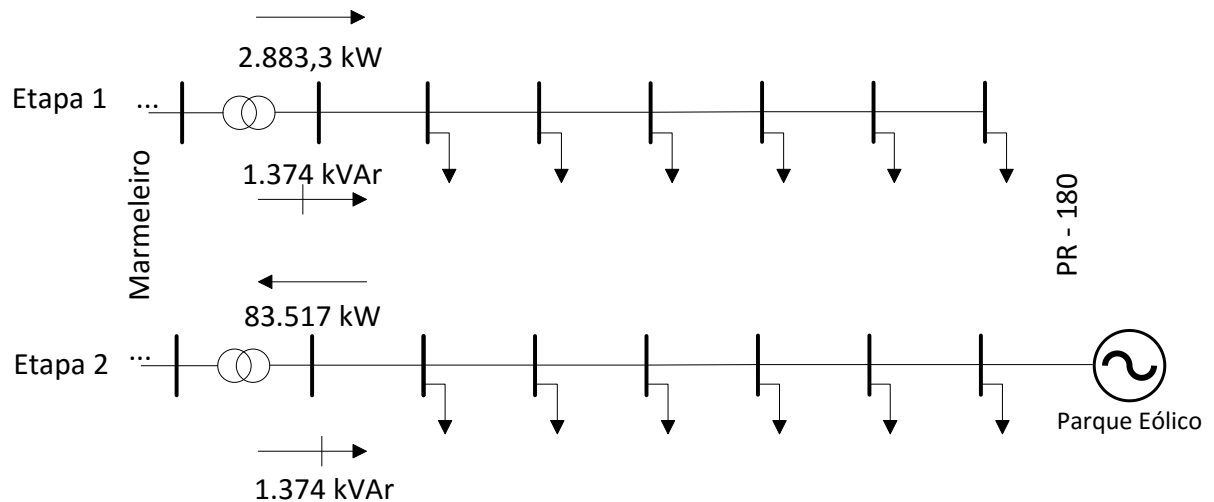 2.883,3 kW
Etapa 1 ...
1.374 kVAr
Marmeleiro
PR - 180
83.517 kW
Etapa 2 ...
Parque Eólico
1.374 kVAr